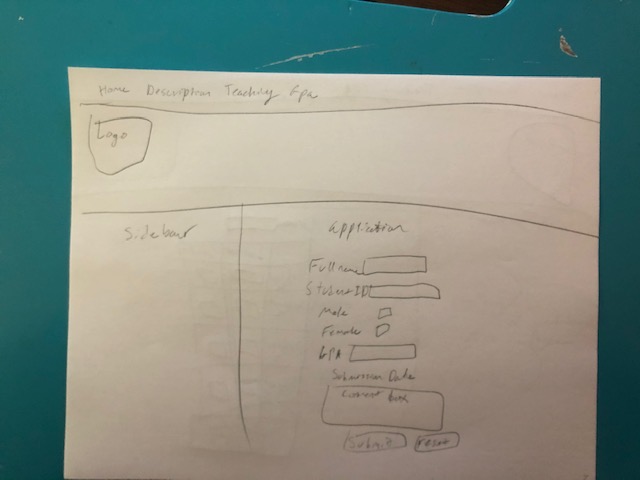 Home Description Teaching Gpa
Logo
Sidebar
Application
Full name
Student ID
Male
Female
GPA
Submission Date
Comment box
Submit reset